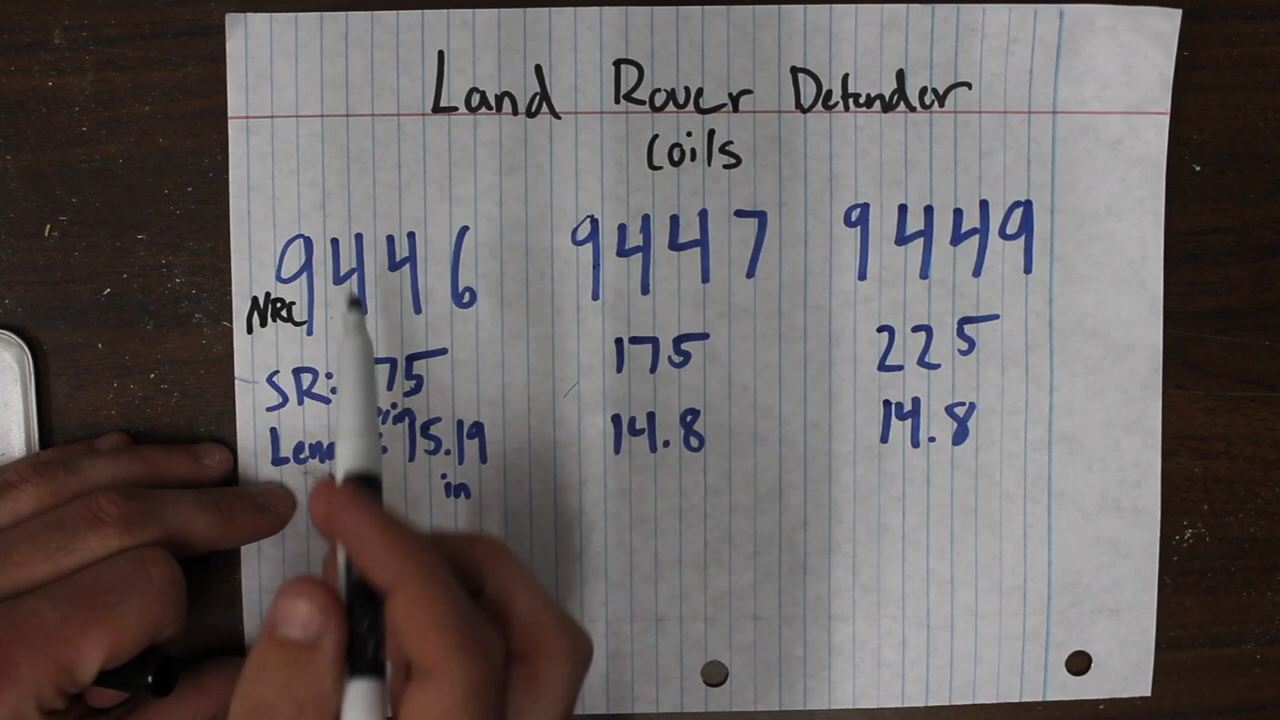 Land Rover Defender
Coils
9446 9447 9449
NRC
SR: 75 175 225
15.19 14.8 14.8
in